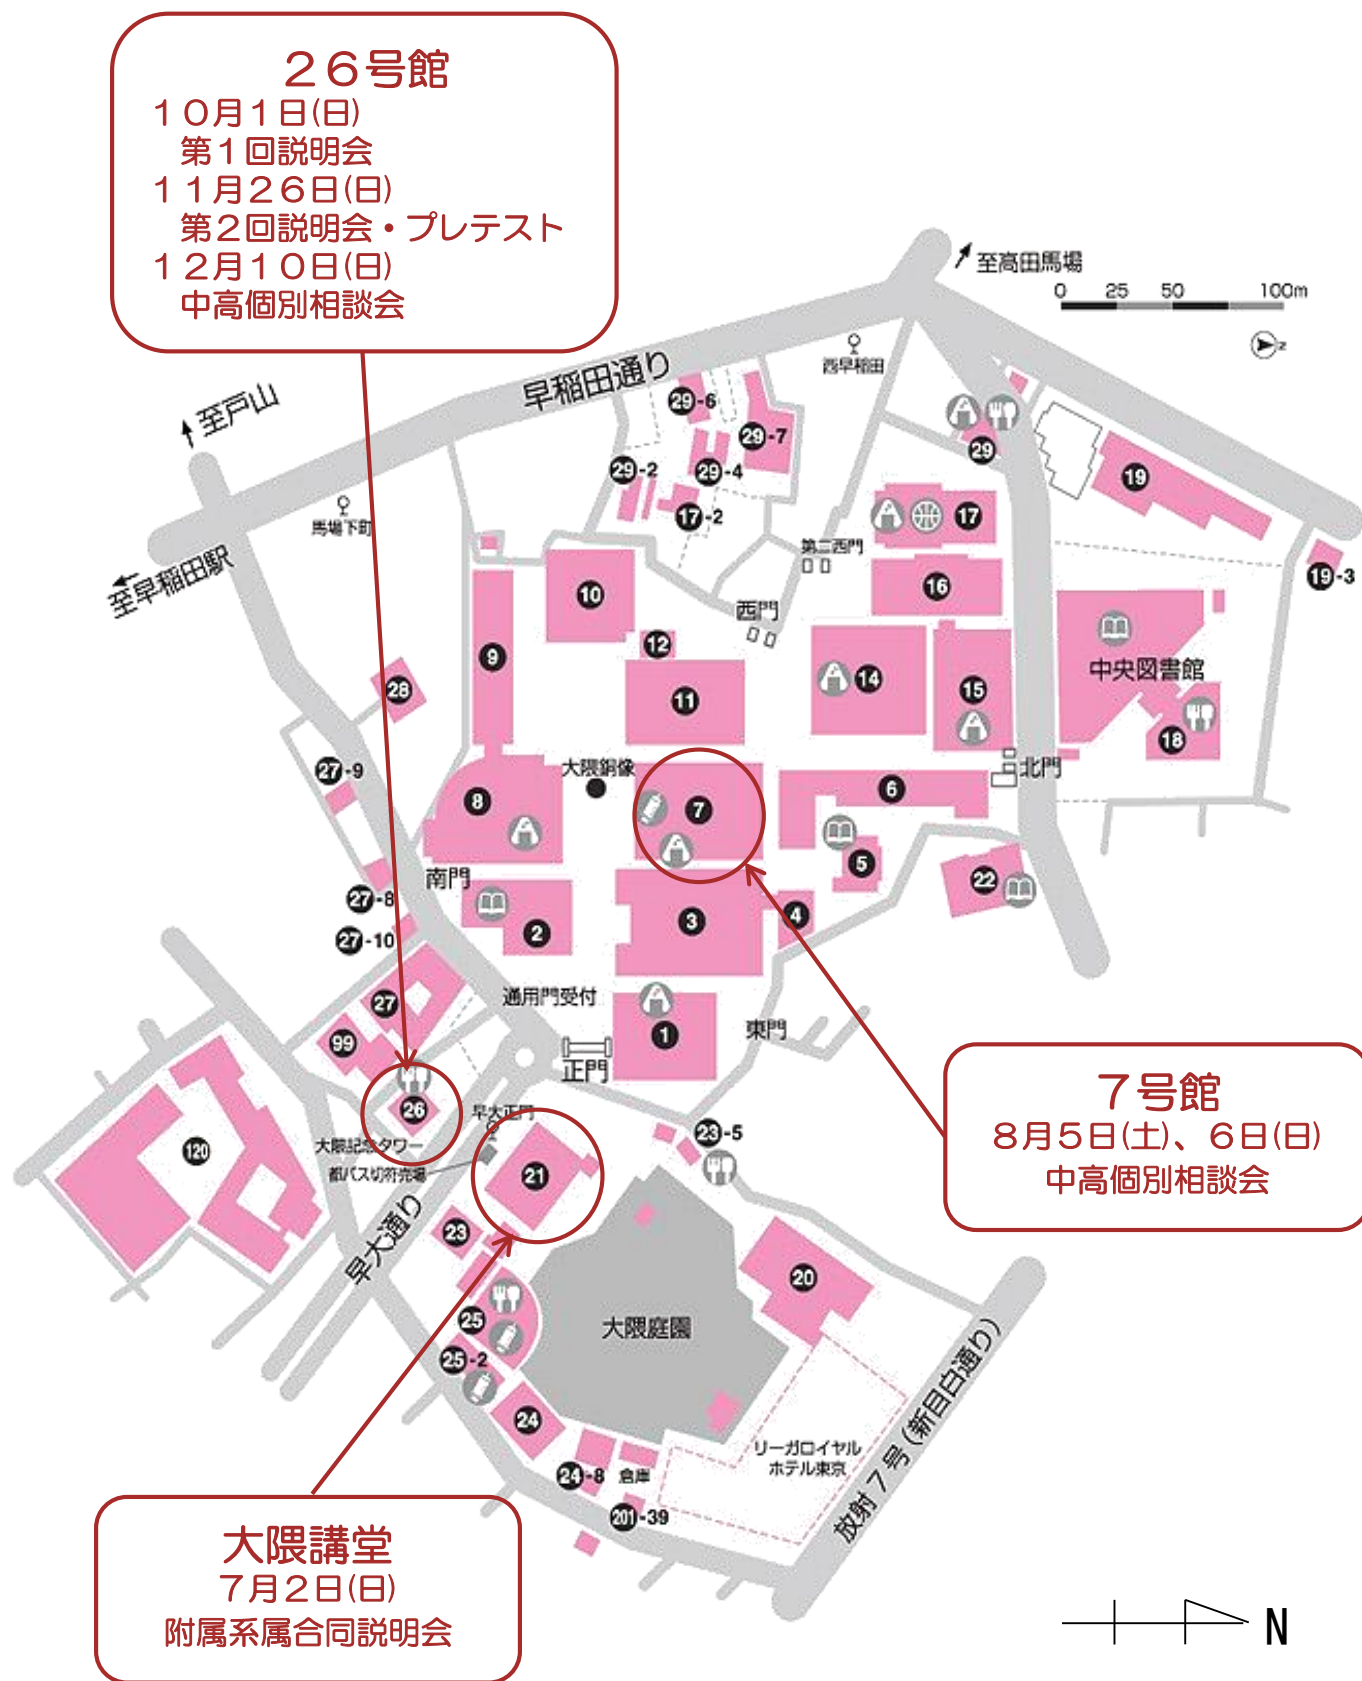 ２６号館
１０月１日(日)
第１回説明会
１１月２６日(日)
第２回説明会・プレテスト
１２月１０日(日)
中高個別相談会
至高田馬場
0 25 50 100m
N
西早稲田
早稲田通り
至戸山
馬場下町
至早稲田駅
29-6
29-7
29-2
29-4
17-2
29
19
19-3
17
第二西門
16
10
西門
12
9
11
14
15
中央図書館
18
28
27-9
大隈銅像
北門
8
7
6
5
22
南門
27-8
27-10
2
3
4
27
通用門受付
99
1
東門
正門
26
早大正門
大隈記念タワー
都バス切符売場
120
21
23-5
７号館
８月５日(土)、６日(日)
中高個別相談会
早大通り
23
20
25
大隈庭園
25-2
24
24-8
倉庫
201-39
リーガロイヤル
ホテル東京
放射７号(新目白通り)
大隈講堂
７月２日(日)
附属系属合同説明会
N